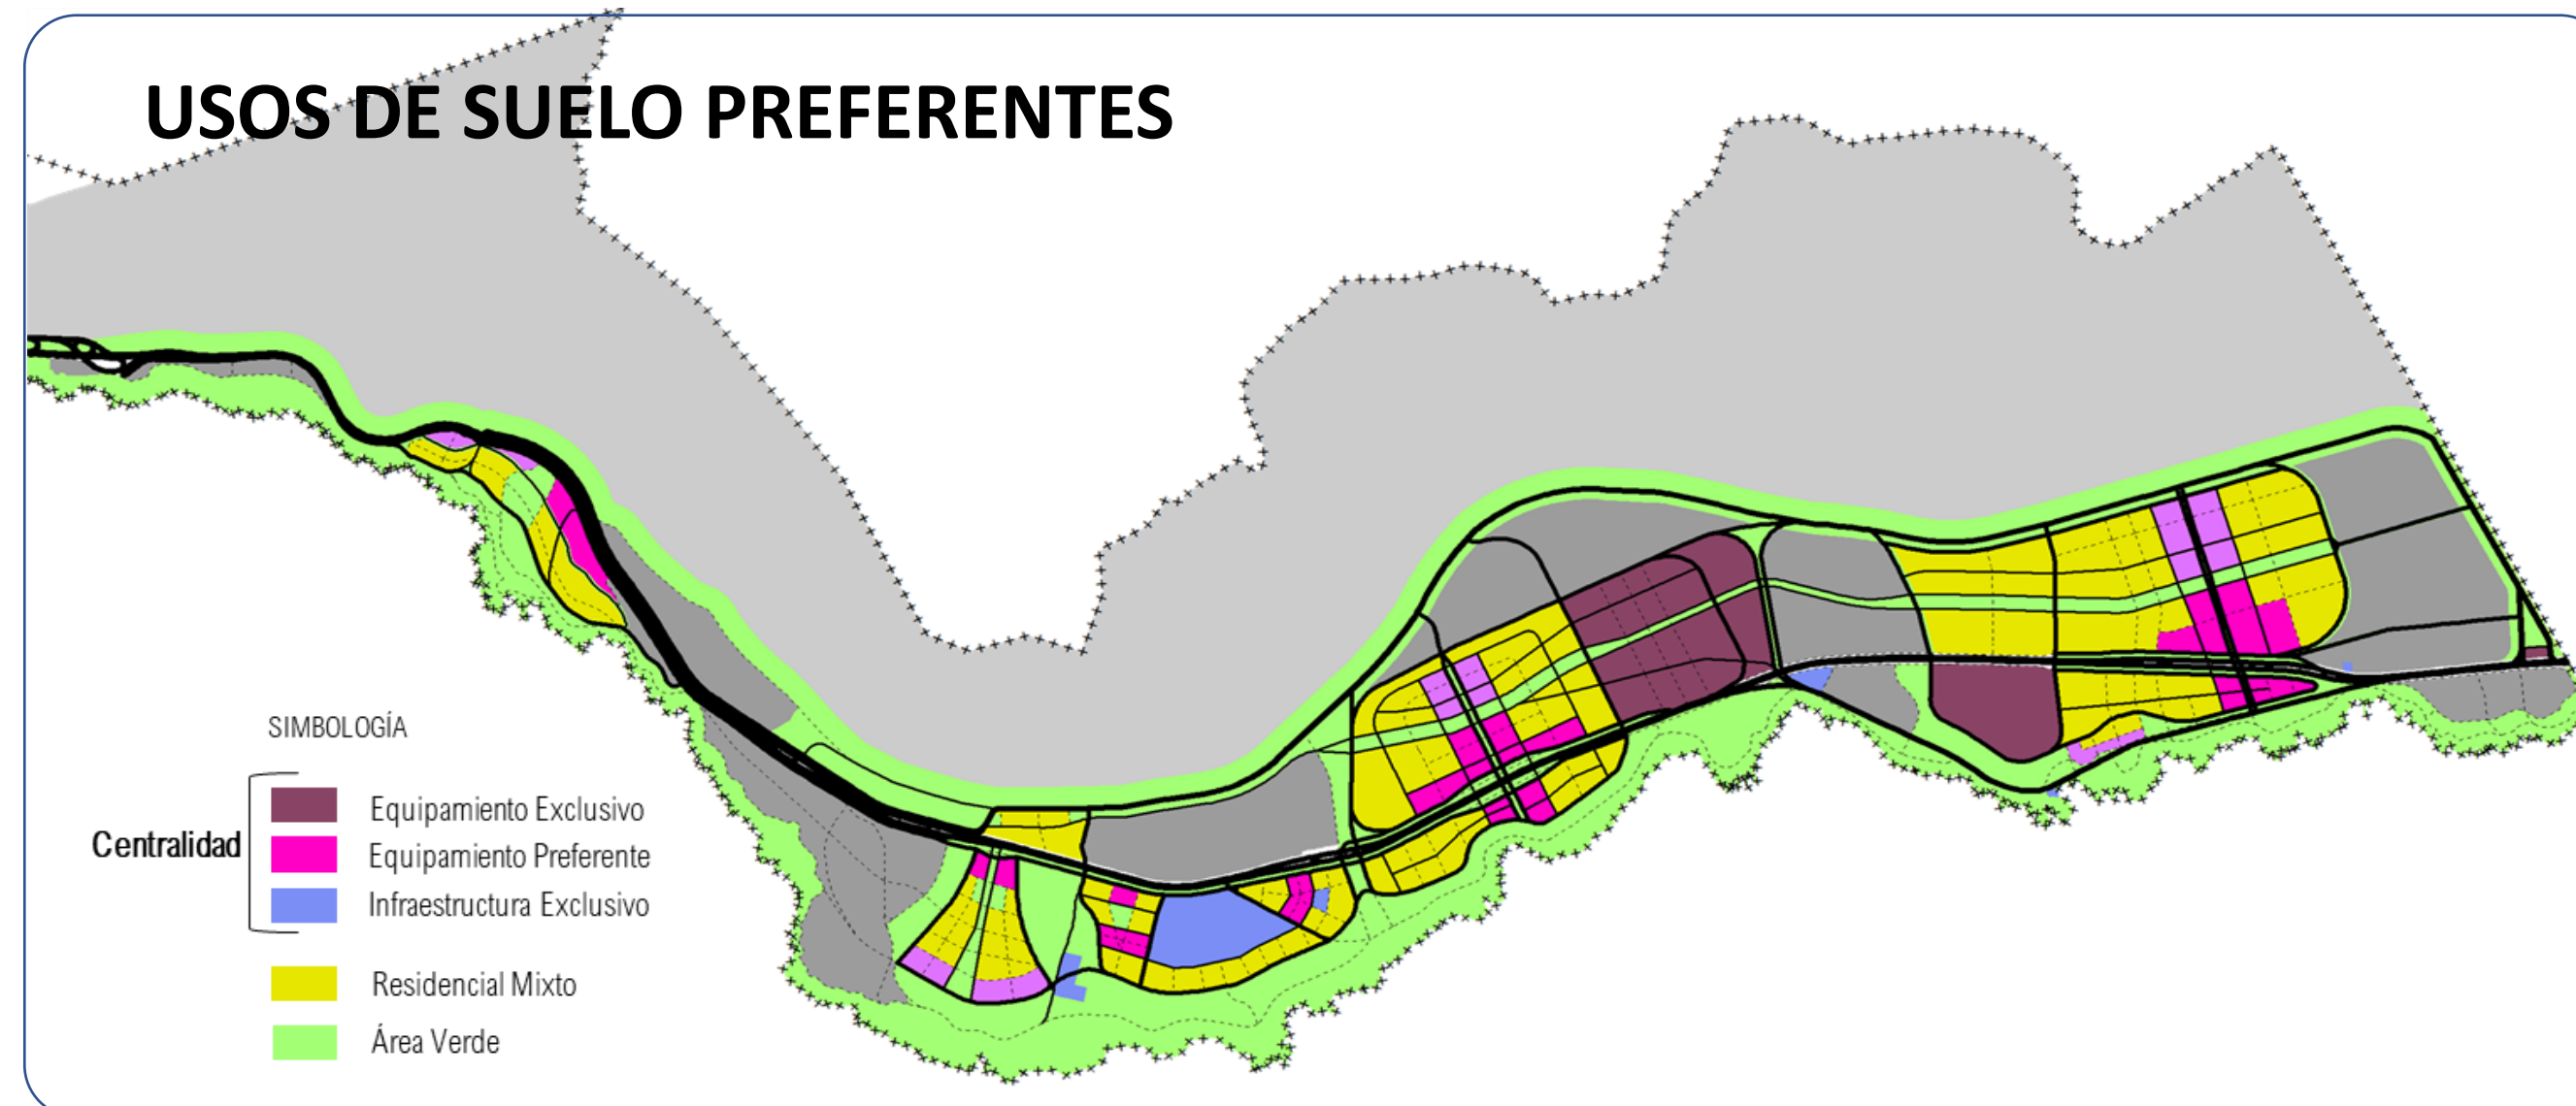 USOS DE SUELO PREFERENTES
SIMBOLOGÍA
Centralidad
Equipamiento Exclusivo
Equipamiento Preferente
Infraestructura Exclusivo
Residencial Mixto
Área Verde